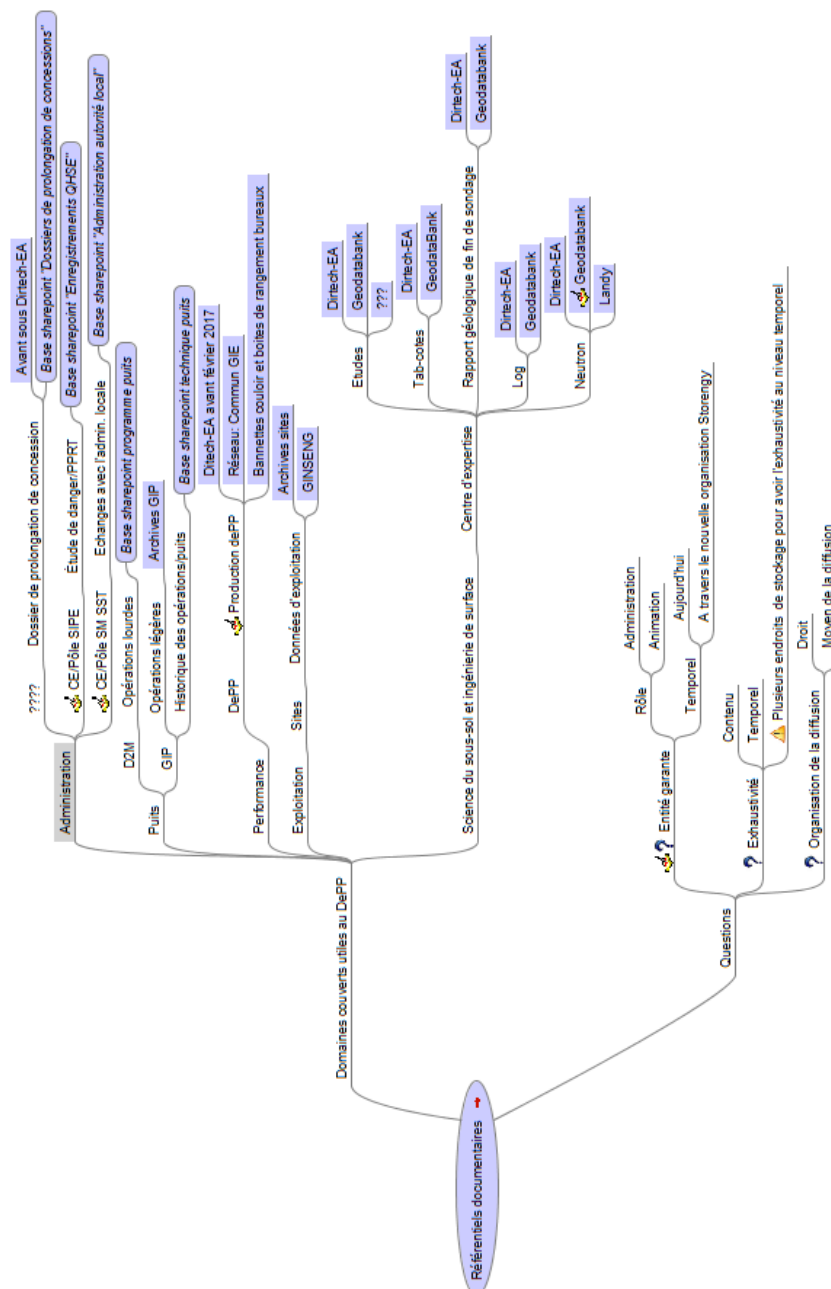 Référentiels documentaires
Domaines couverts utiles au DePP
Administration
????
Dossier de prolongation de concession
Avant sous Dirtech-EA
Base sharepoint "Dossiers de prolongation de concessions"
CE/Pôle SIPE
Étude de danger/PPRT
Base sharepoint "Enregistrements QHSE"
CE/Pôle SM SST
Echanges avec l'admin. locale
Base sharepoint "Administration autorité local"
Puits
D2M
Opérations lourdes
Base sharepoint programme puits
GIP
Opérations légères
Archives GIP
Historique des opérations/puits
Base sharepoint technique puits
Performance
DePP
Production dePP
Ditech-EA avant février 2017
Réseau: Commun GIE
Bannettes couloir et boites de rangement bureaux
Exploitation
Sites
Données d'exploitation
Archives sites
GINSENG
Science du sous-sol et ingénierie de surface
Centre d'expertise
Etudes
Dirtech-EA
Geodatabank
???
Tab-cotes
Dirtech-EA
GeodataBank
Rapport géologique de fin de sondage
Dirtech-EA
Geodatabank
Log
Dirtech-EA
Geodatabank
Neutron
Dirtech-EA
Geodatabank
Landy
Questions
Entité garante
Rôle
Administration
Animation
Temporel
Aujourd'hui
A travers le nouvelle organisation Storengy
Exhaustivité
Contenu
Temporel
Plusieurs endroits de stockage pour avoir l'exhaustivité au niveau temporel
Organisation de la diffusion
Droit
Moyen de la diffusion